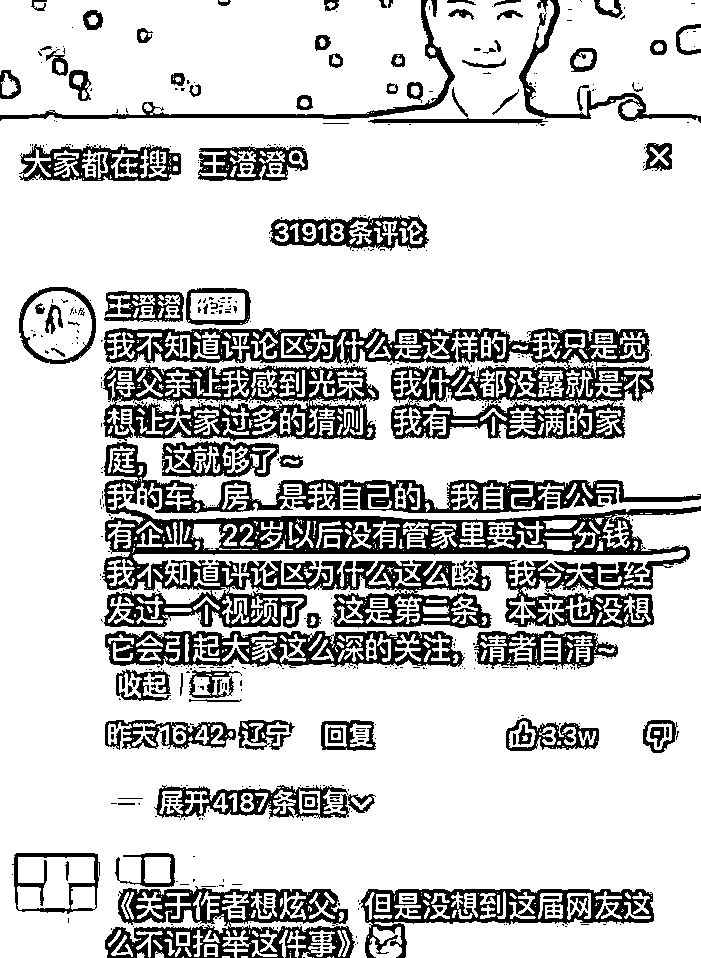 大家都在搜：王澄澄
31918条评论
王澄澄 作者
我不知道评论区为什么是这样的~我只是觉
得父亲让我感到光荣、我什么都没露就是不
想让大家过多的猜测，我有一个美满的家
庭，这就够了~
我的车，房，是我自己的，我自己有公司
有企业，22岁以后没有管家里要过一分钱，
我不知道评论区为什么这么酸，我今天已经
发过一个视频了，这是第二条，本来也没想
它会引起大家这么深的关注，清者自清~
收起 置顶
昨天16:42·辽宁 回复 3.3w
展开4187条回复
《关于作者想炫父，但是没想到这届网友这
么不识抬举这件事》